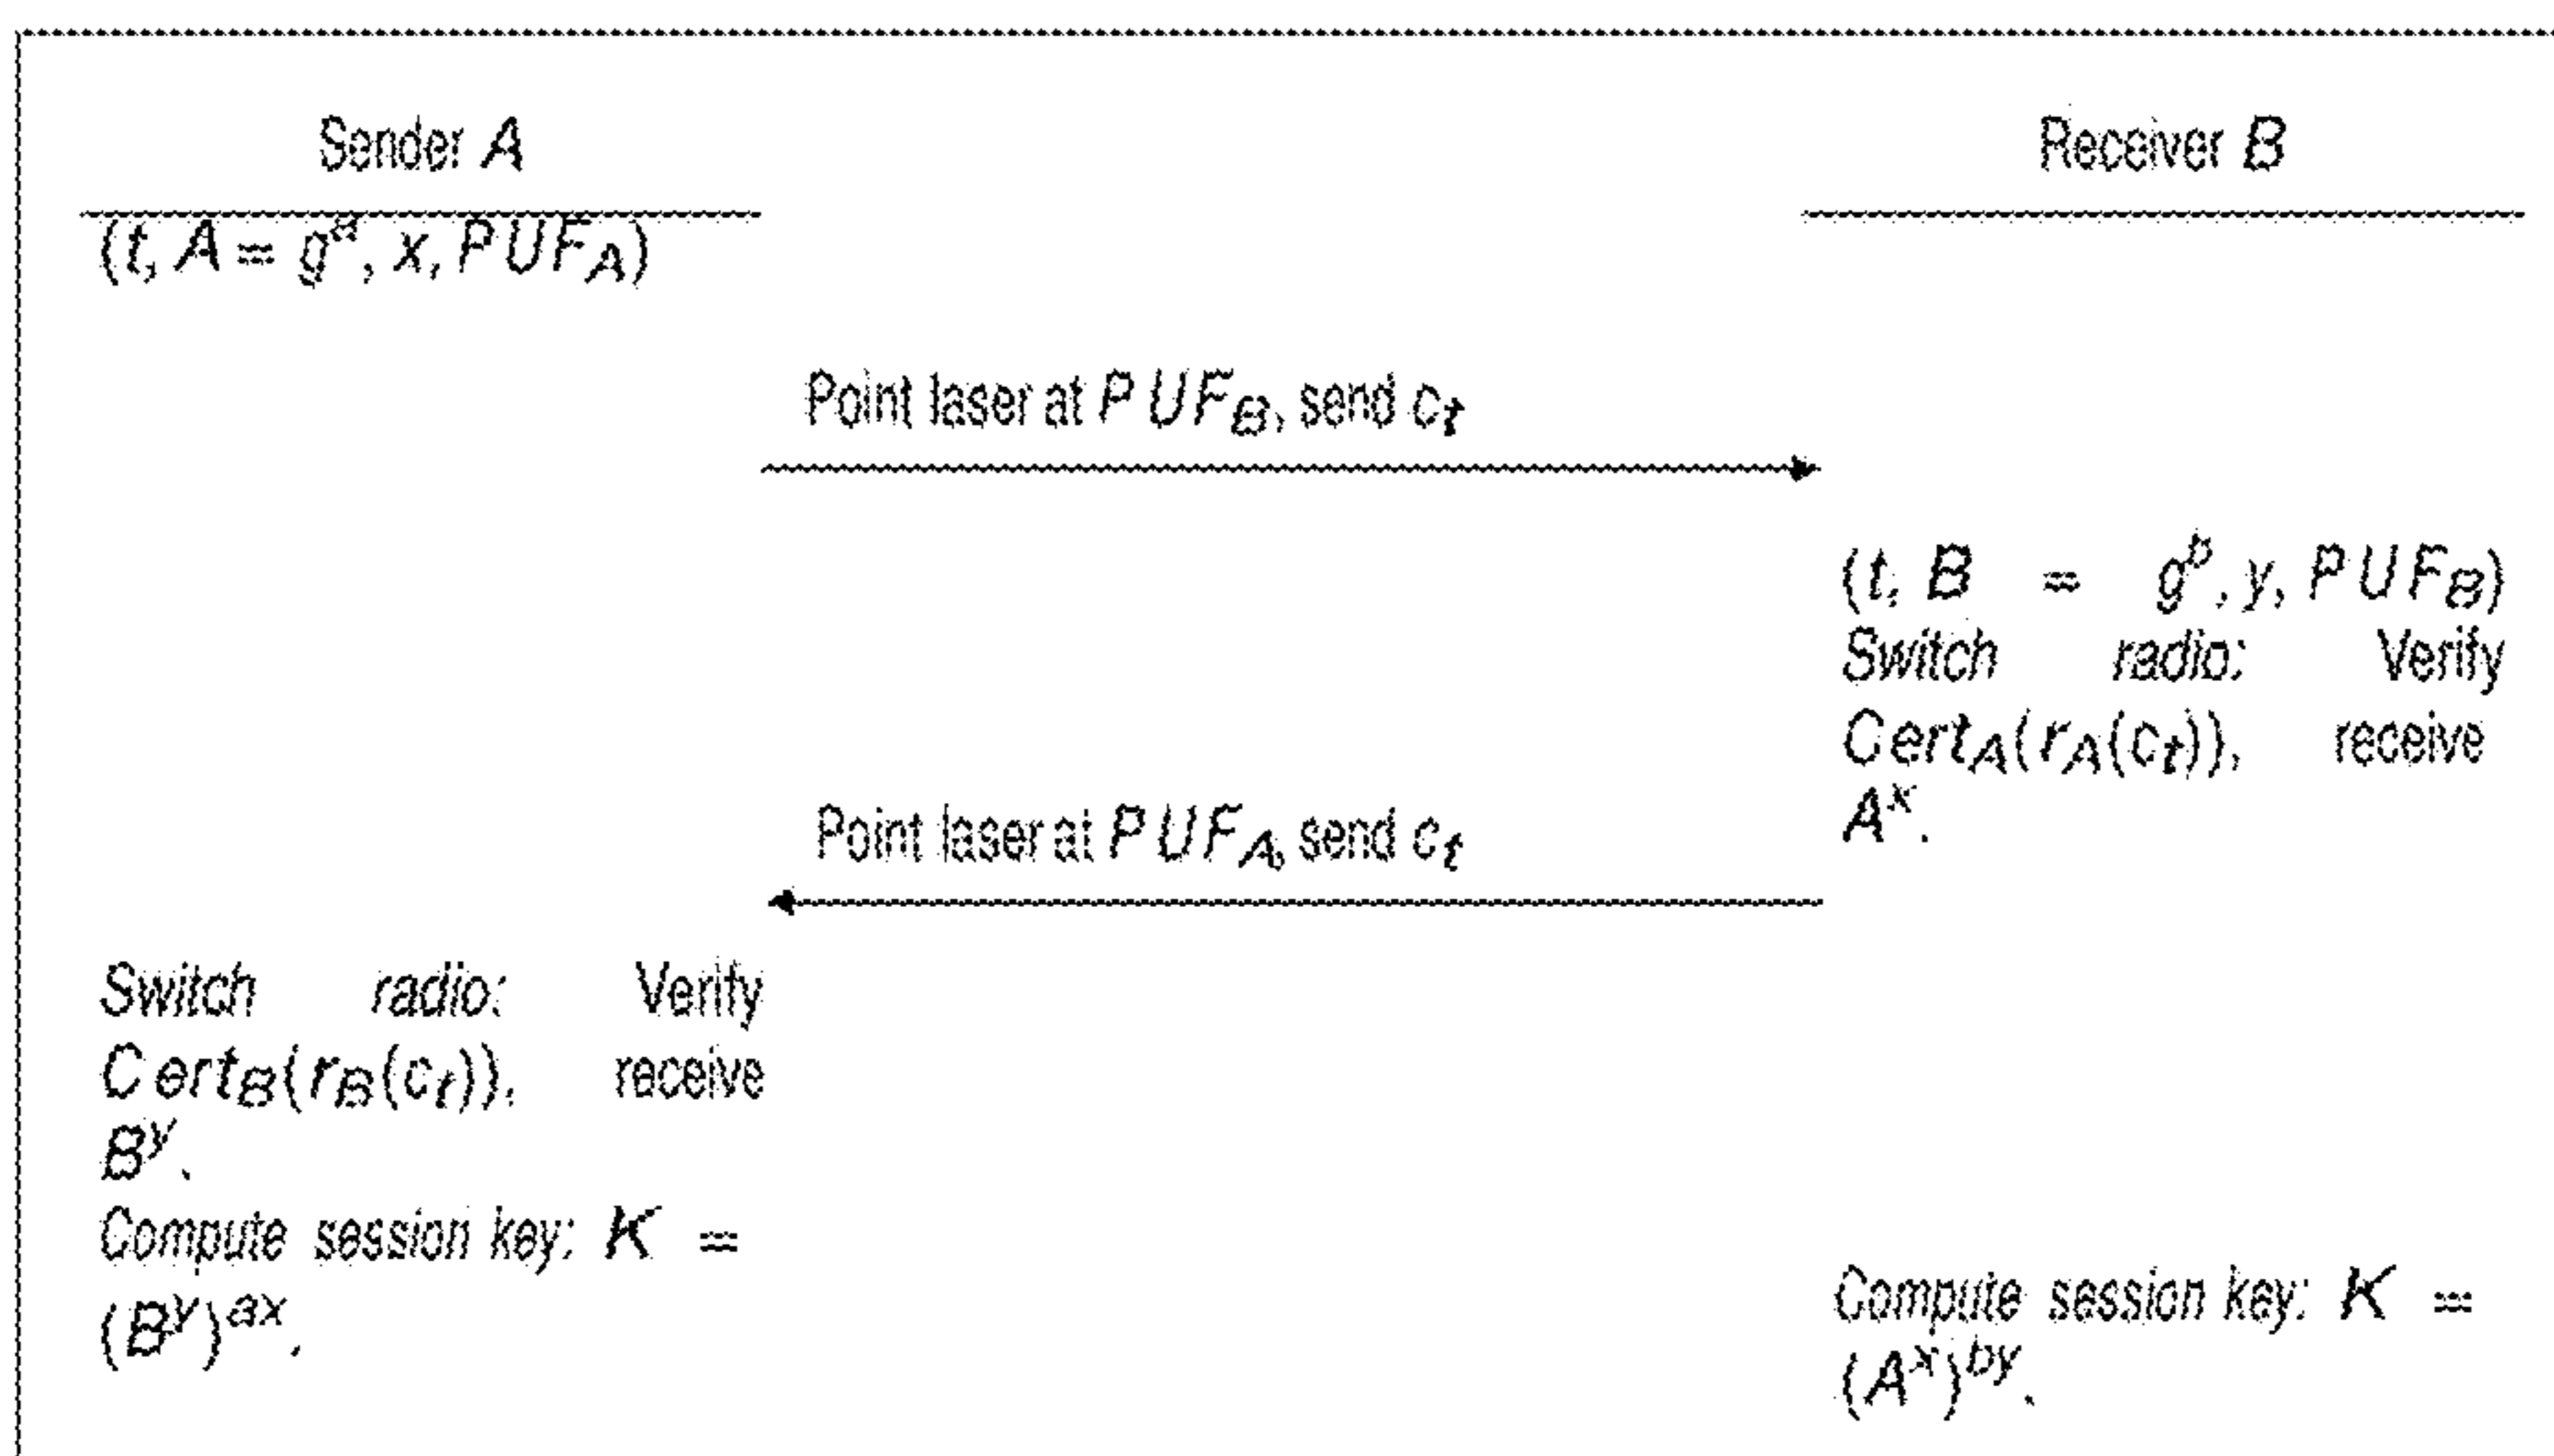 Sender A
Receiver B
(t, A = g^a, x, PUF_A)
Point laser at PUF_B, send c_t
(t, B = g^b, y, PUF_B)
Switch radio: Verify
Cert_A(r_A(c_t)), receive
A^x.
Point laser at PUF_A, send c_t
Switch radio: Verify
Cert_B(r_B(c_t)), receive
B^y.
Compute session key: K =
(B^y)^ax.
Compute session key: K =
(A^x)^by.